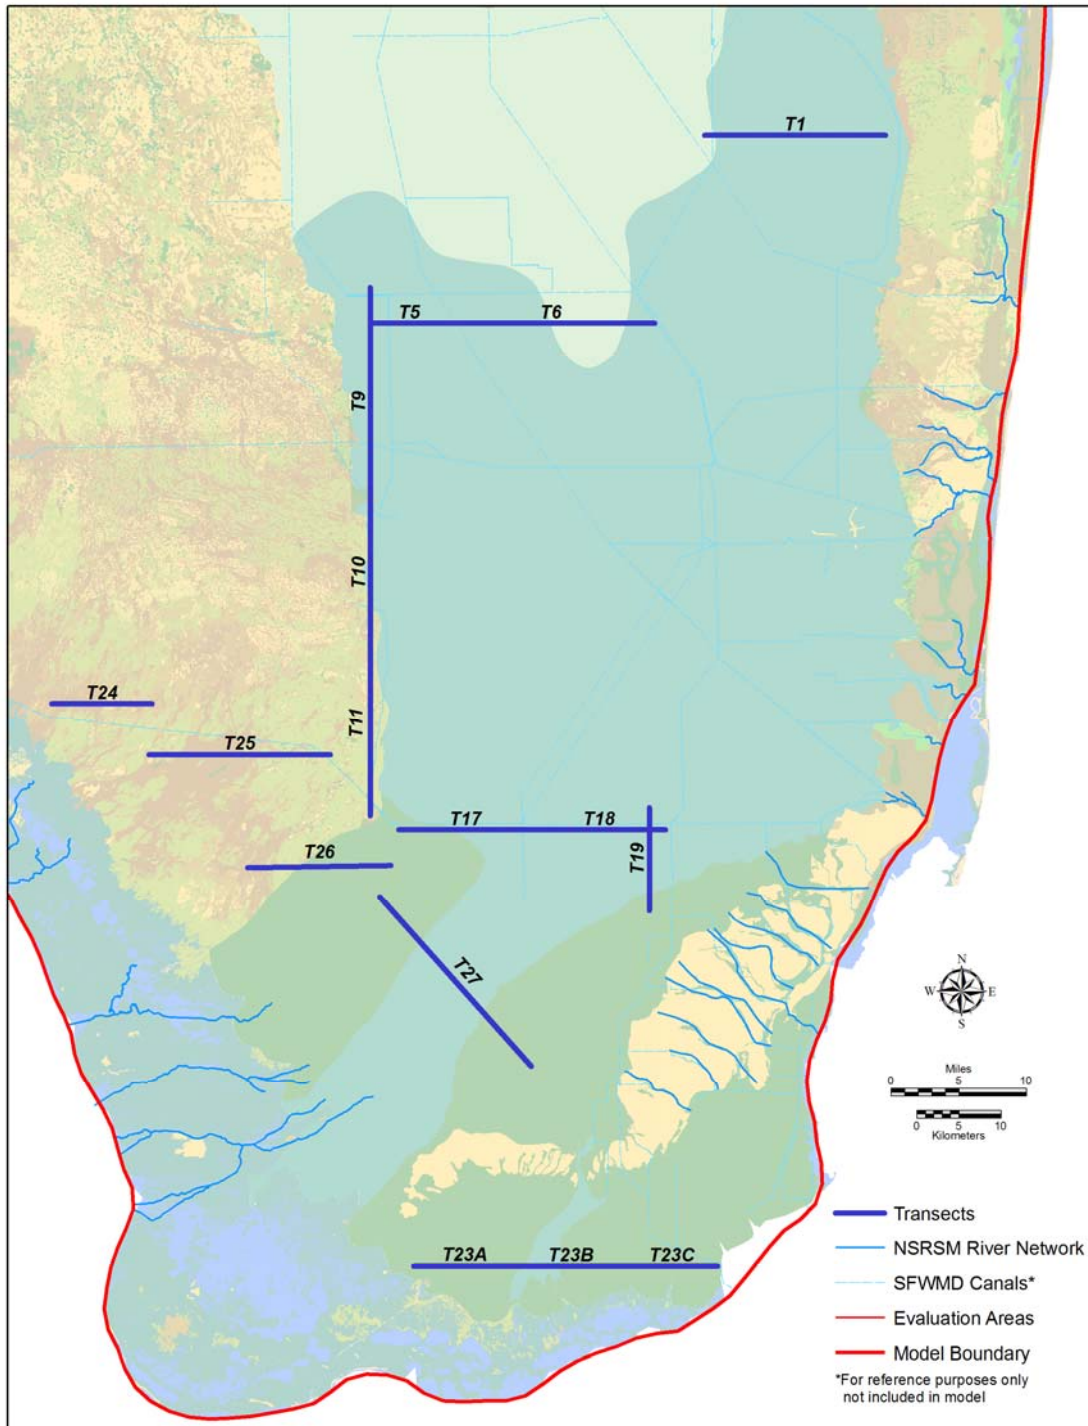 T1
T5
T6
T9
T10
T24
T11
T25
T17
T18
T26
T19
T27
N
W
E
S
Miles
0 5 10
0 5 10
Kilometers
T23A
T23B
T23C
Transects
NSRSM River Network
SFWMD Canals*
Evaluation Areas
Model Boundary
*For reference purposes only
not included in model